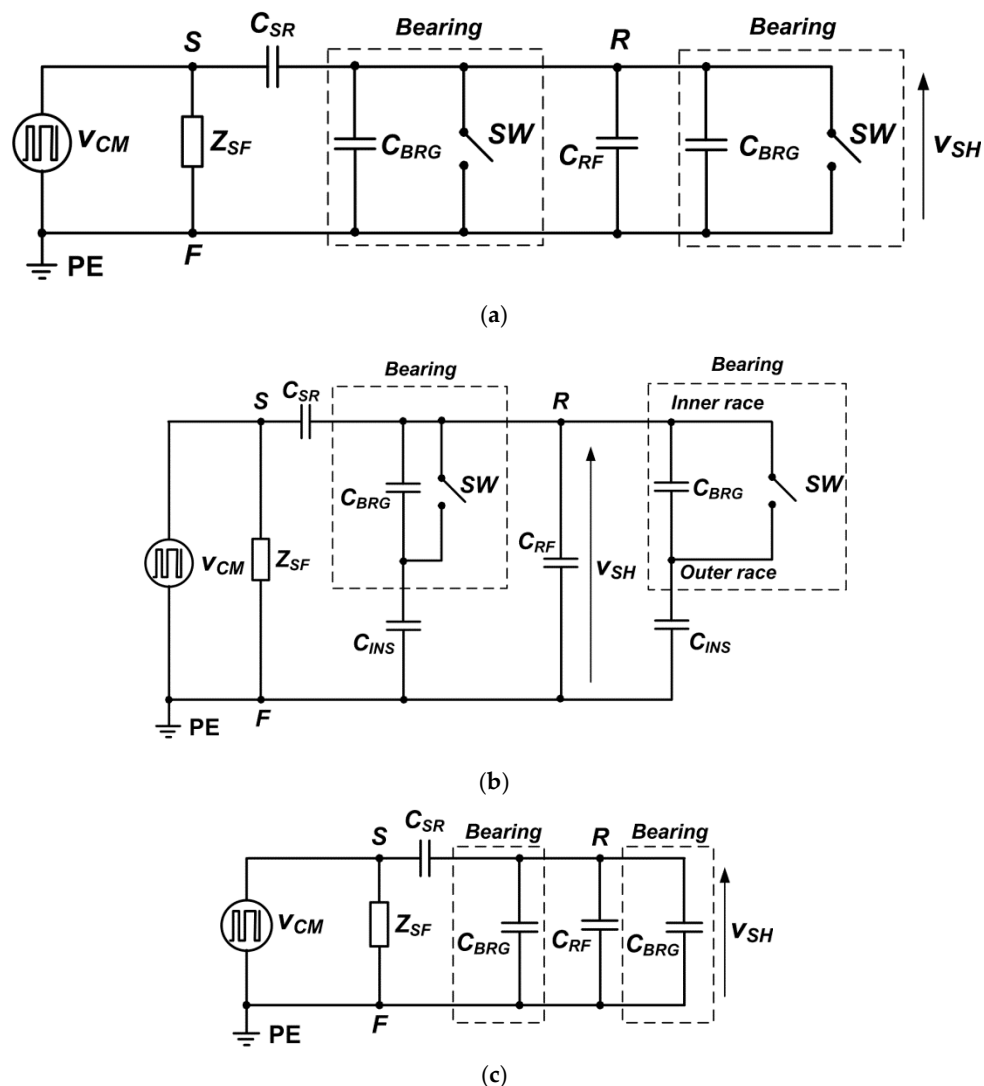 C_SR
Bearing
Bearing
S
R
v_CM
Z_SF
C_BRG
SW
C_RF
C_BRG
SW
v_SH
F
PE
(a)
Bearing
Bearing
S
C_SR
R
Inner race
C_BRG
SW
C_BRG
SW
v_CM
Z_SF
C_RF
v_SH
Outer race
C_INS
C_INS
PE
F
(b)
C_SR
S
Bearing
R
Bearing
v_CM
Z_SF
C_BRG
C_RF
C_BRG
v_SH
F
PE
(c)